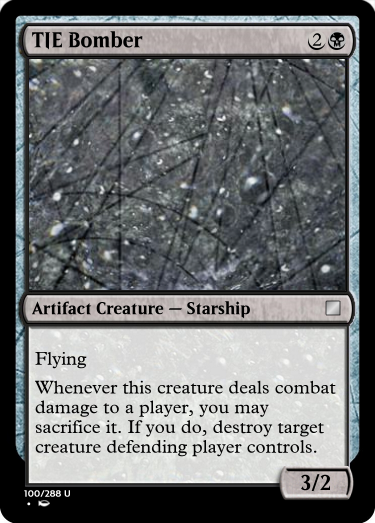 T|E Bomber 2
Artifact Creature — Starship
Flying
Whenever this creature deals combat
damage to a player, you may
sacrifice it. If you do, destroy target
creature defending player controls.
3/2
100/288 U